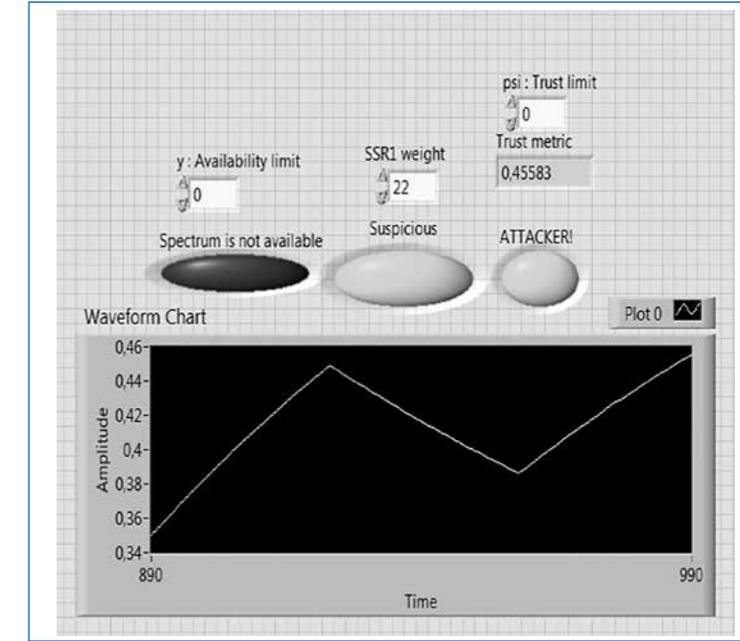 psi : Trust limit
0
Trust metric
0,45583
SSR1 weight
22
y : Availability limit
0
Spectrum is not available
Suspicious
ATTACKER!
Waveform Chart
Plot 0
Amplitude
0,46
0,44
0,42
0,4
0,38
0,36
0,34
890
990
Time